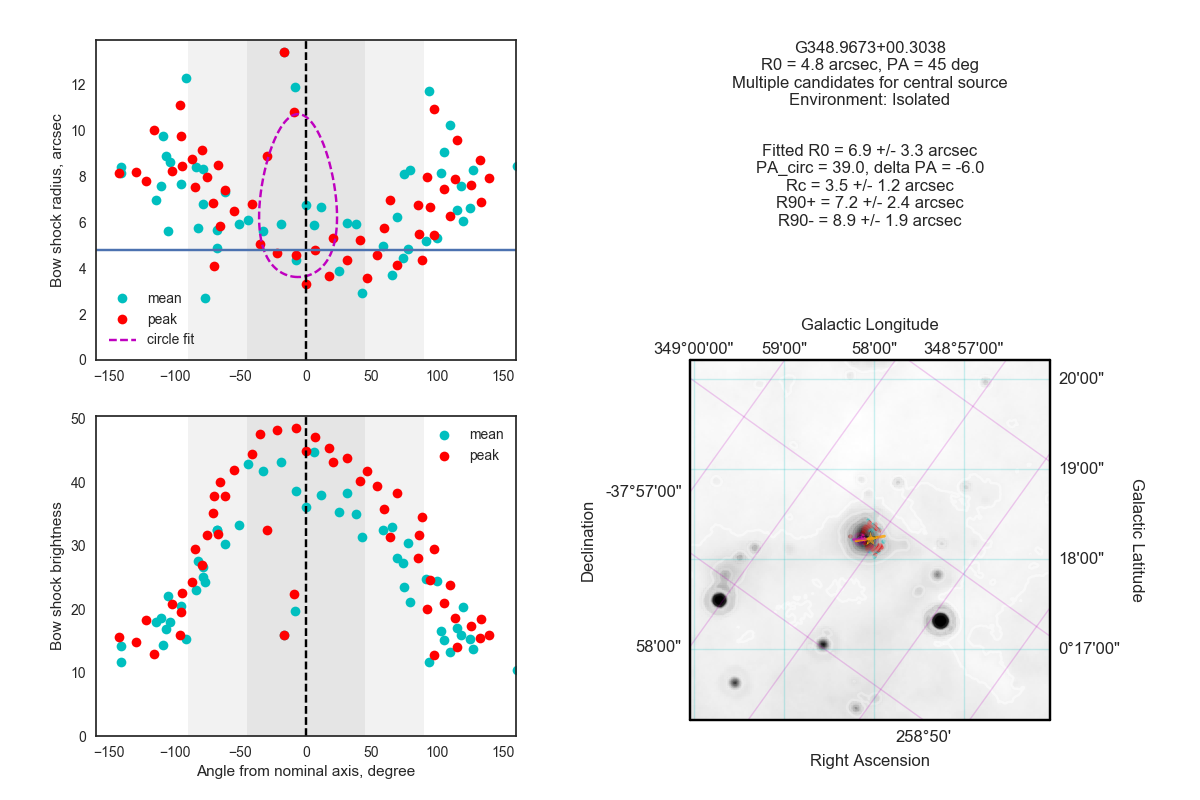 Bow shock radius, arcsec
12
10
8
6
4
2
0
mean
peak
circle fit
−150
−100
−50
0
50
100
150
G348.9673+00.3038
R0 = 4.8 arcsec, PA = 45 deg
Multiple candidates for central source
Environment: Isolated
Fitted R0 = 6.9 +/- 3.3 arcsec
PA_circ = 39.0, delta PA = -6.0
Rc = 3.5 +/- 1.2 arcsec
R90+ = 7.2 +/- 2.4 arcsec
R90- = 8.9 +/- 1.9 arcsec
Bow shock brightness
50
40
30
20
10
0
mean
peak
−150
−100
−50
0
50
100
150
Angle from nominal axis, degree
Galactic Longitude
349°00'00"
59'00"
58'00"
348°57'00"
20'00"
19'00"
18'00"
0°17'00"
Galactic Latitude
-37°57'00"
58'00"
Declination
258°50'
Right Ascension